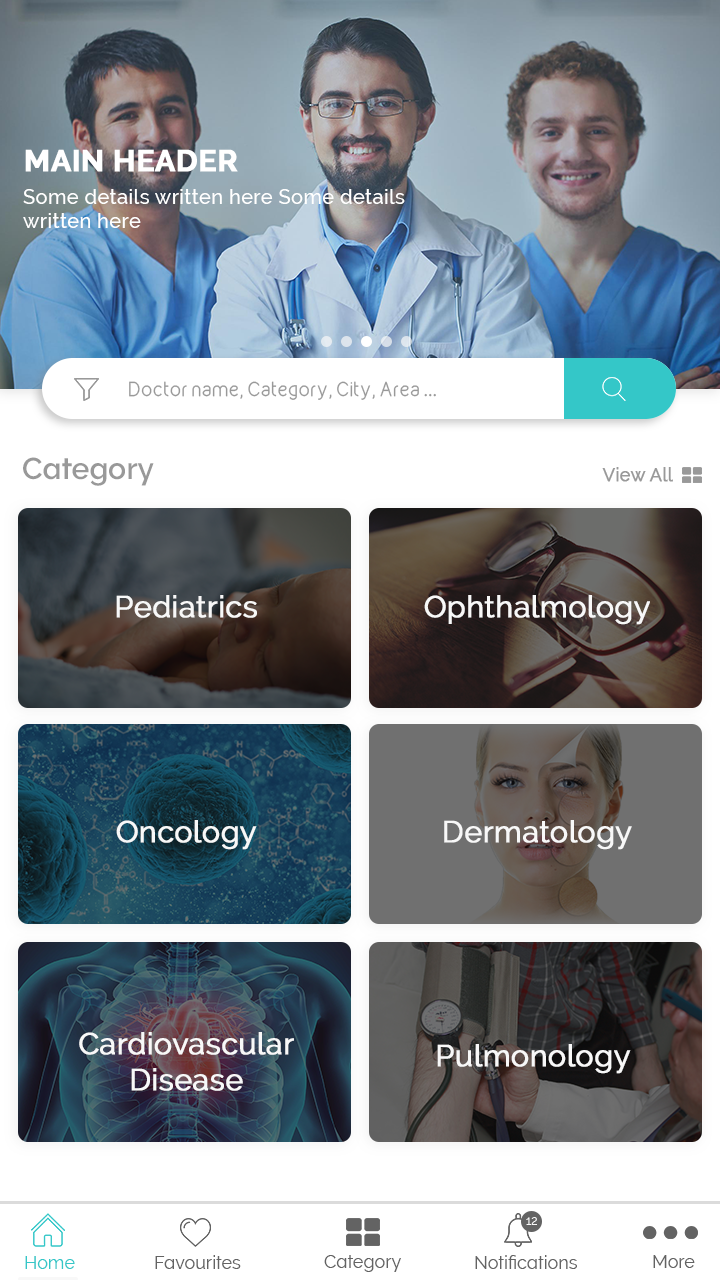 MAIN HEADER
Some details written here Some details
written here
Doctor name, Category, City, Area ...
Category
View All
Pediatrics
Ophthalmology
Oncology
Dermatology
Cardiovascular
Disease
Pulmonology
12
Home
Favourites
Category
Notifications
More